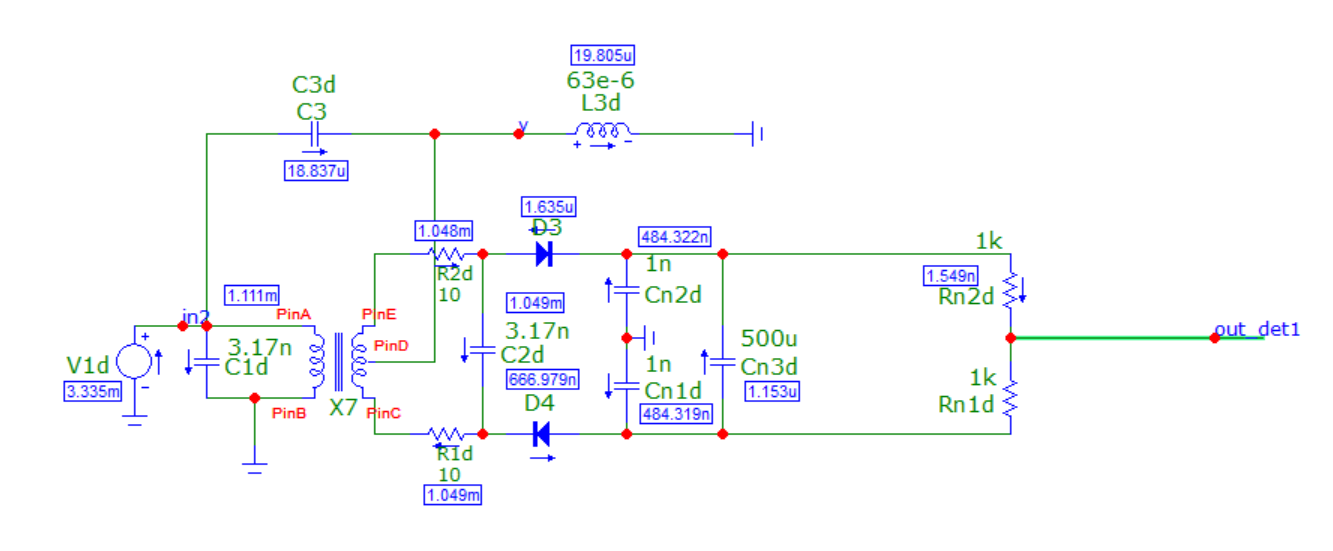 19.805u
63e-6
L3d
C3d
C3
18.837u
y
1.635u
D3
1.048m
R2d
10
484.322n
1n
Cn2d
1k
1.549n
Rn2d
1.111m
in2
PinA
PinE
PinD
1.049m
3.17n
C2d
V1d
3.335m
3.17n
C1d
PinB
X7
PinC
666.979n
D4
1n
Cn1d
484.319n
500u
Cn3d
1.153u
out_det1
1k
Rn1d
R1d
10
1.049m